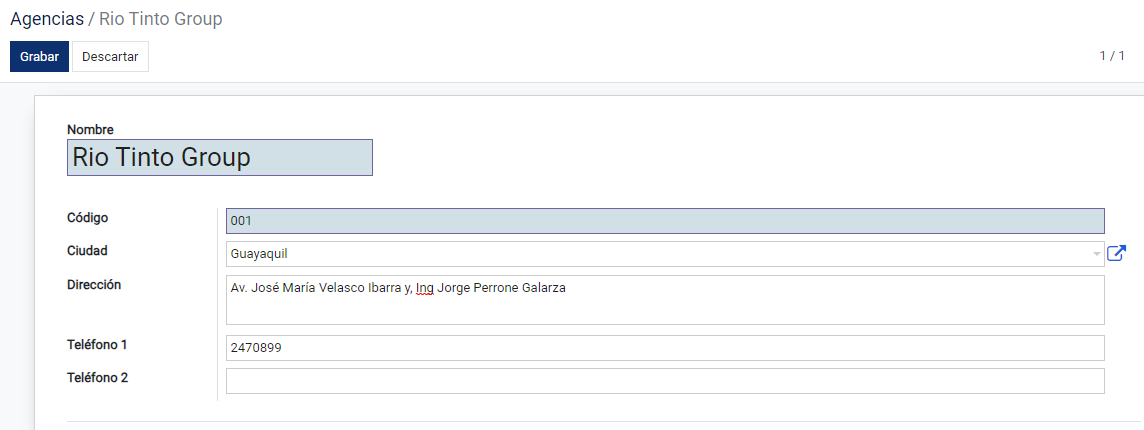 Agencias / Rio Tinto Group
Grabar Descartar 1 / 1
Nombre
Rio Tinto Group
Código 001
Ciudad Guayaquil
Dirección Av. José María Velasco Ibarra y, Ing Jorge Perrone Galarza
Teléfono 1 2470899
Teléfono 2